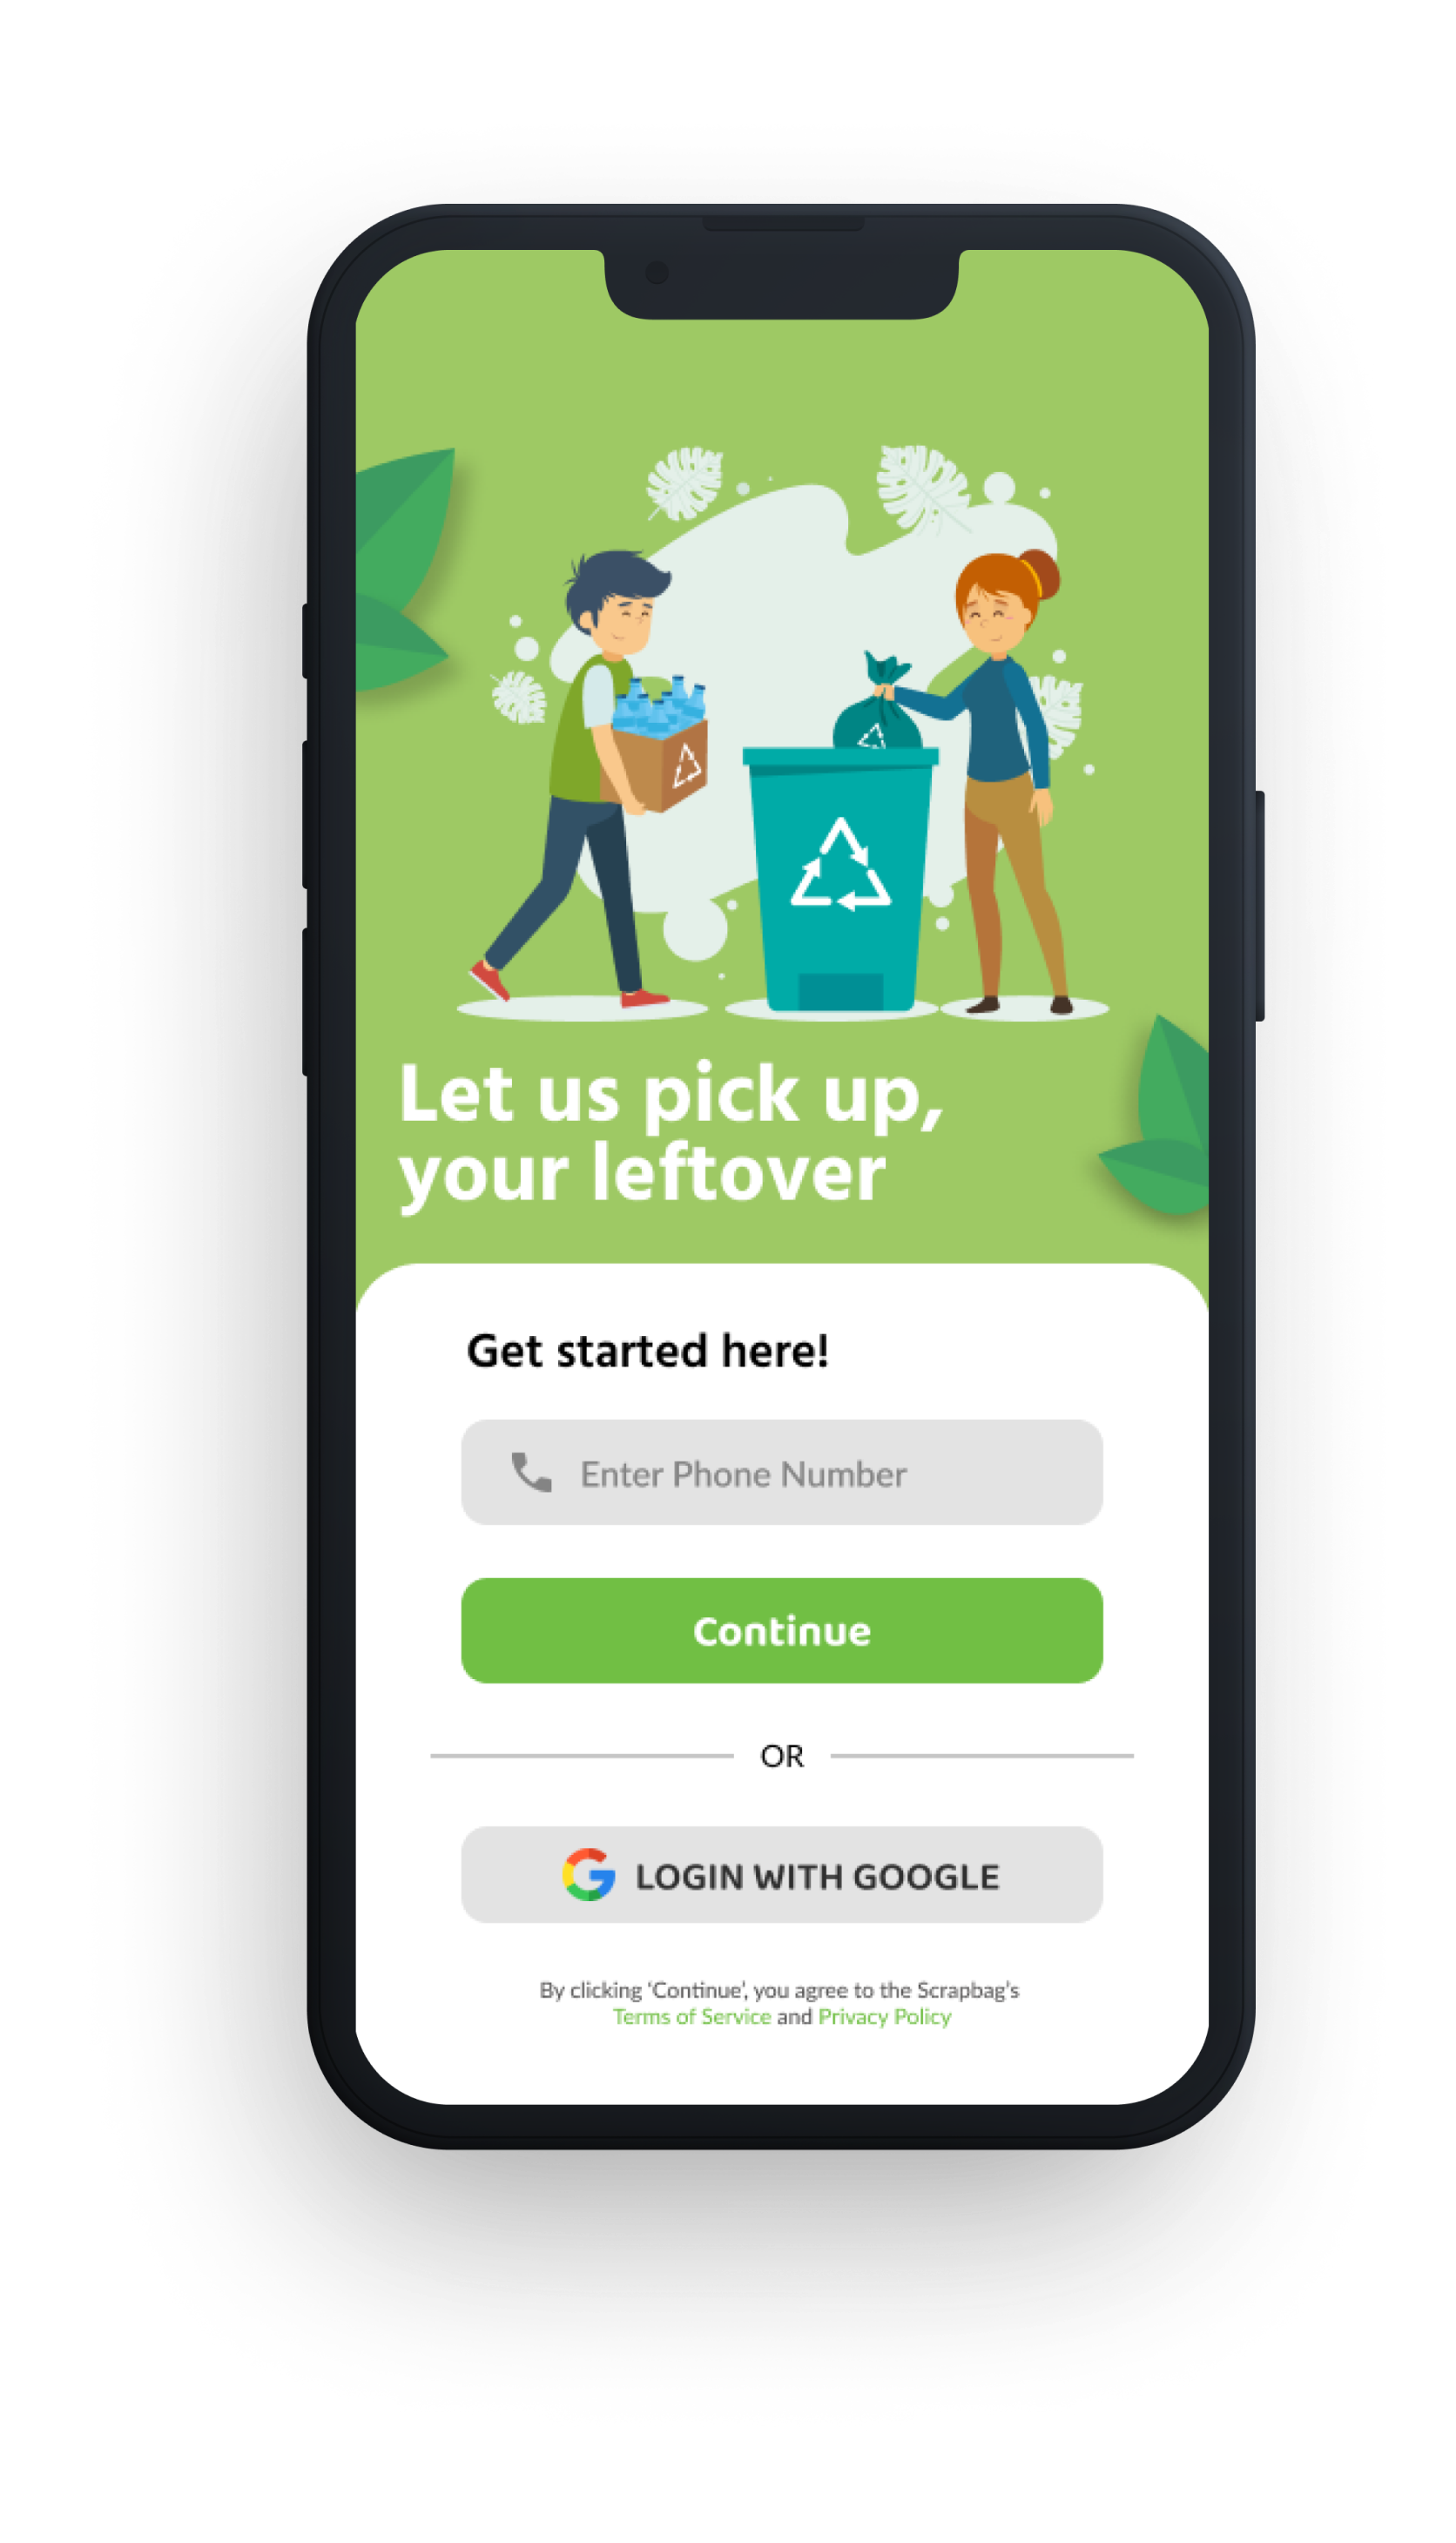 Let us pick up,
your leftover
Get started here!
Enter Phone Number
Continue
OR
LOGIN WITH GOOGLE
By clicking ‘Continue’, you agree to the Scrapbag’s
Terms of Service and Privacy Policy